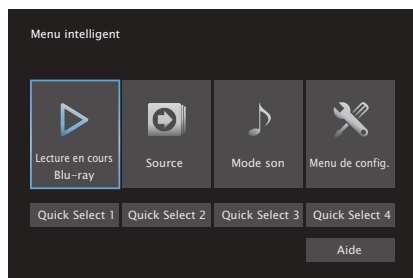 Menu intelligent
Lecture en cours
Blu-ray
Source
Mode son
Menu de config.
Quick Select 1
Quick Select 2
Quick Select 3
Quick Select 4
Aide